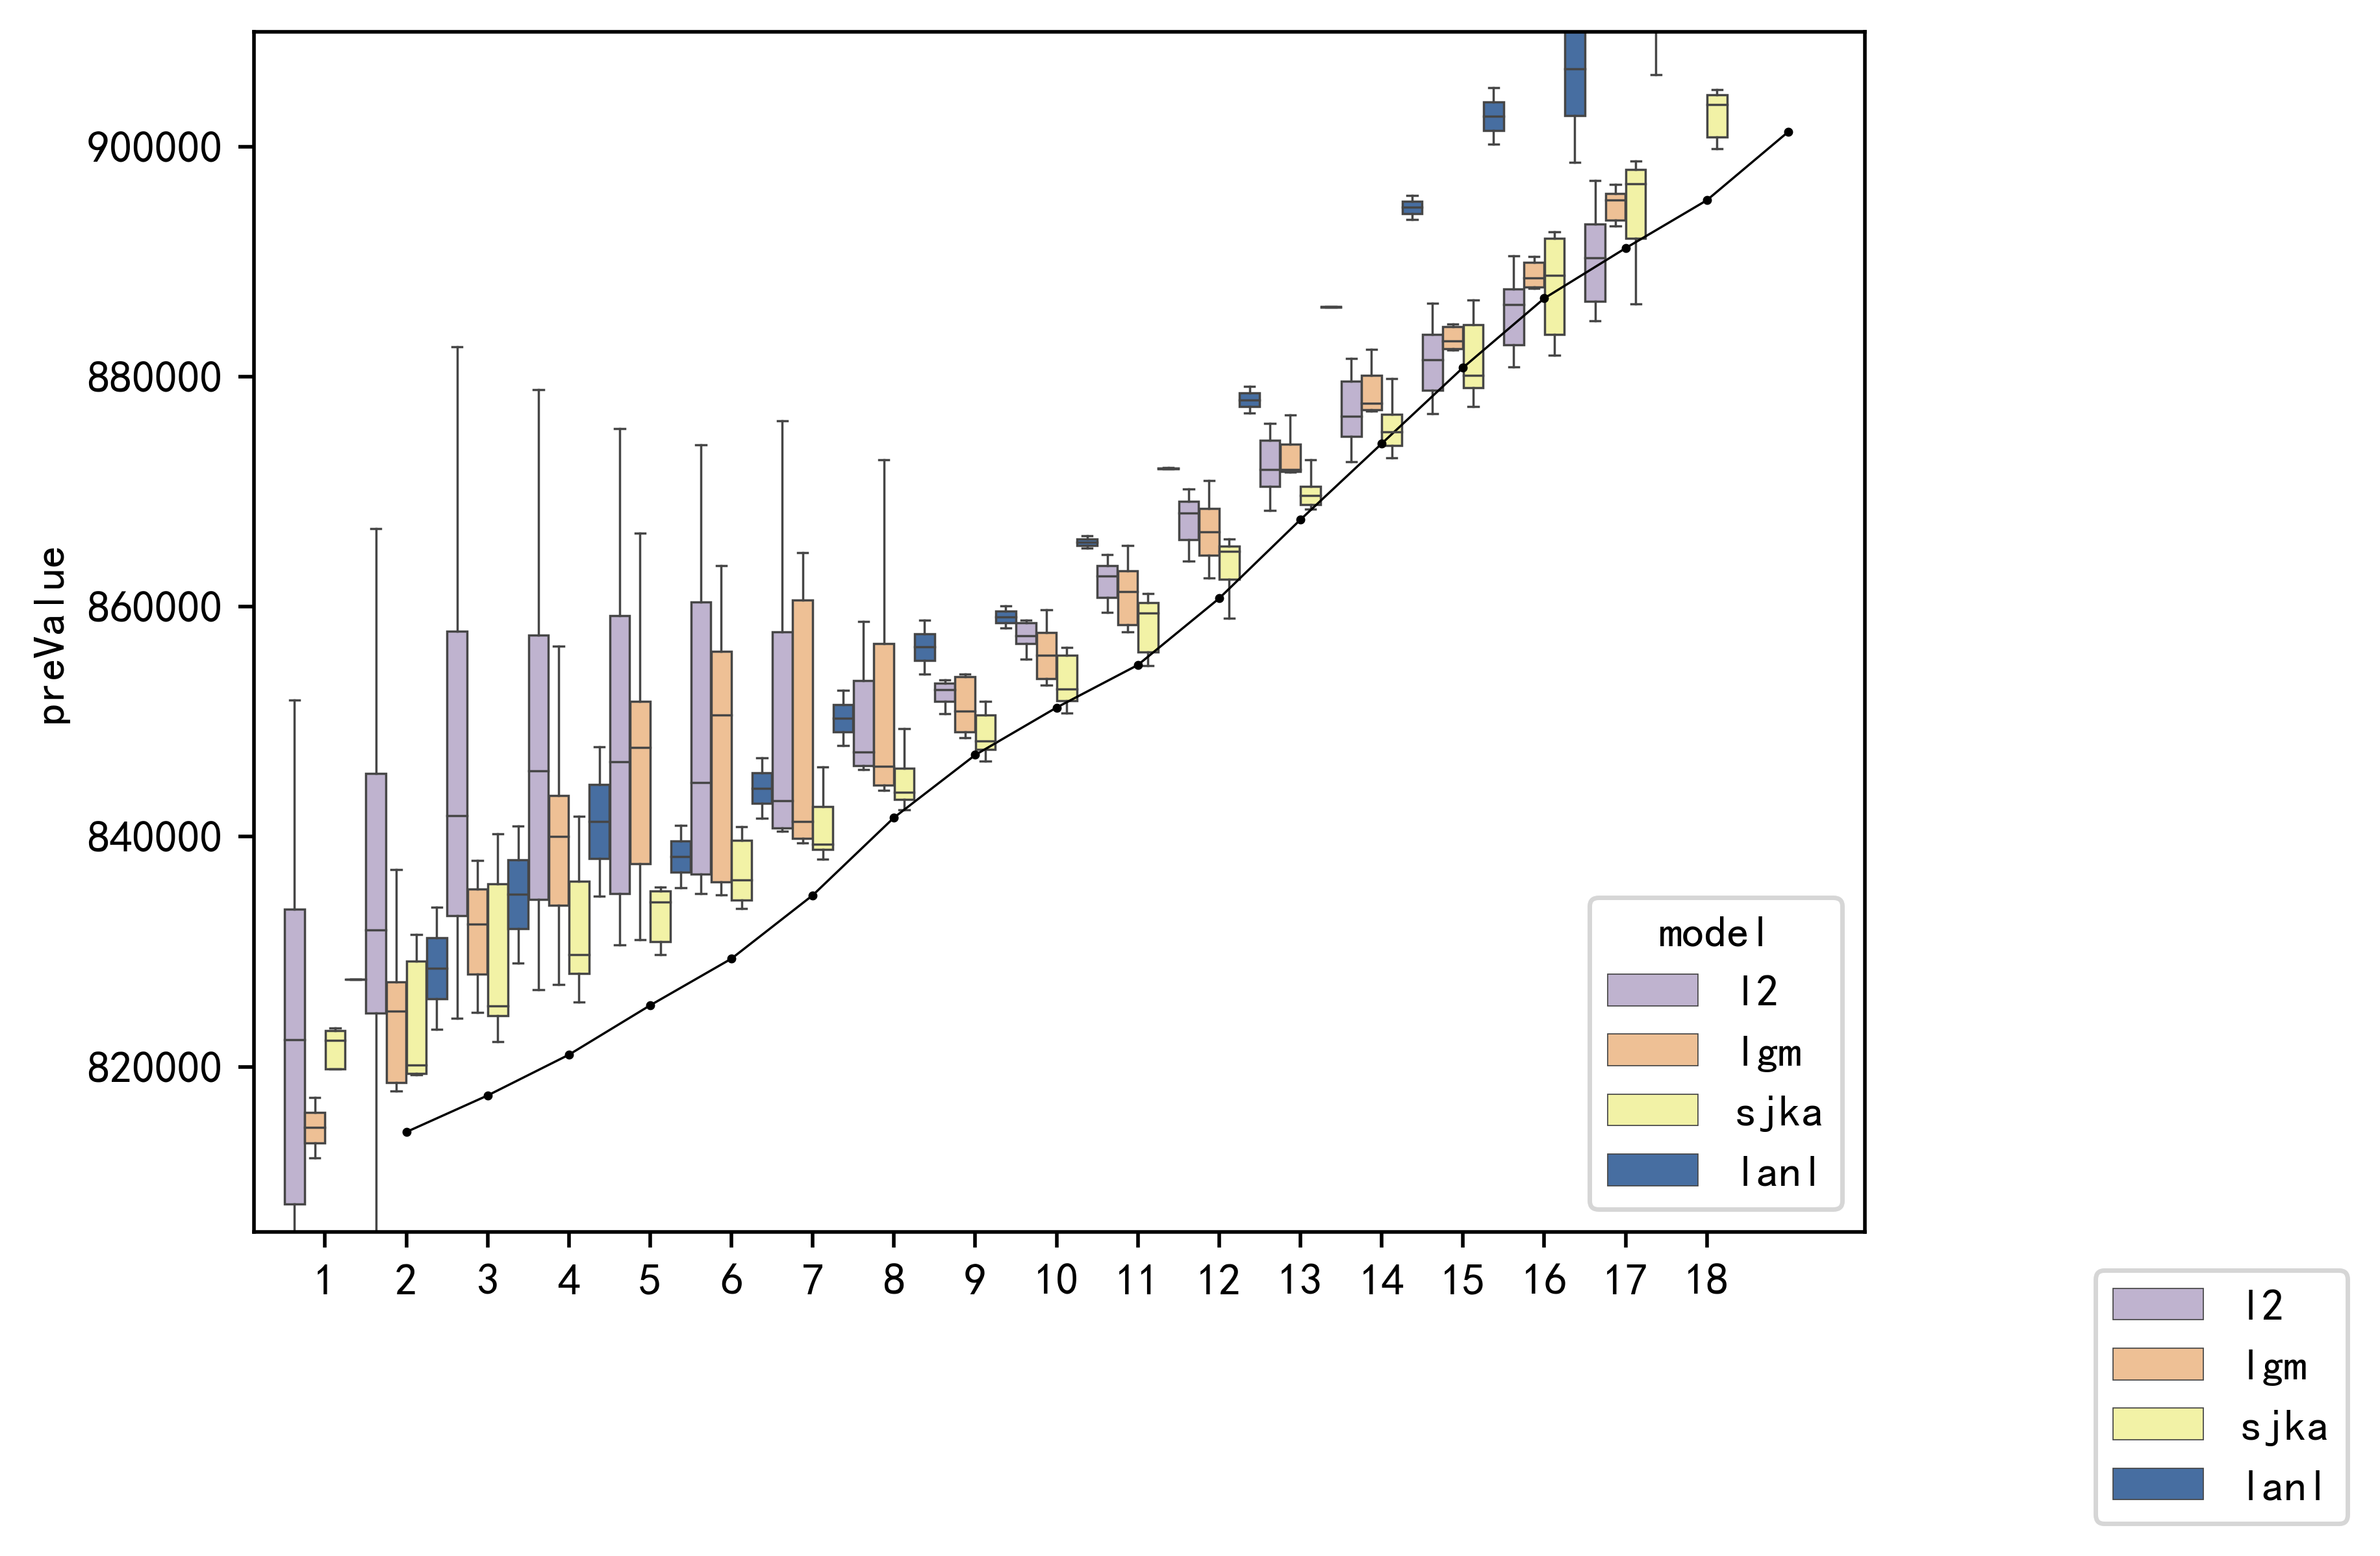 preValue
900000
880000
860000
840000
820000
1 2 3 4 5 6 7 8 9 10 11 12 13 14 15 16 17 18
model
l2
lgm
sjka
lanl
l2
lgm
sjka
lanl